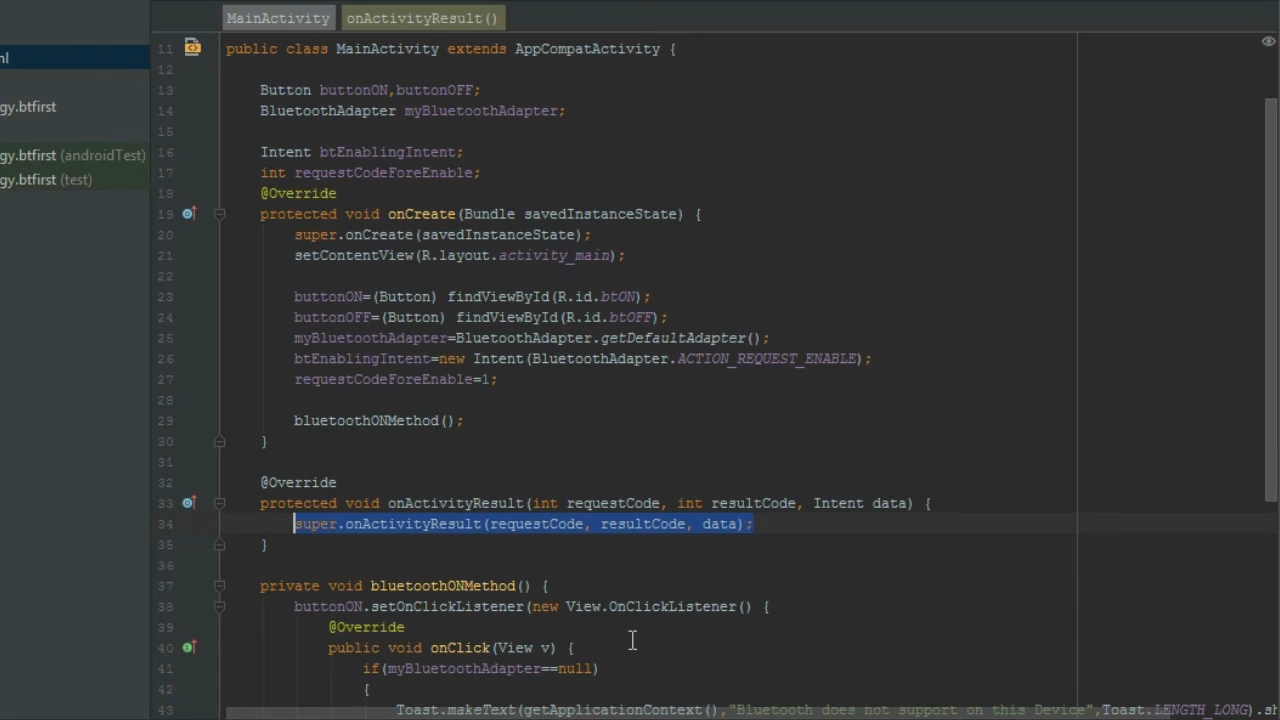 MainActivity onActivityResult()
11 public class MainActivity extends AppCompatActivity {
ml
12
13 Button buttonON,buttonOFF;
gy.btfirst
14 BluetoothAdapter myBluetoothAdapter;
15
16 Intent btEnablingIntent;
gy.btfirst (androidTest)
17 int requestCodeForeEnable;
gy.btfirst (test)
18 @Override
19 protected void onCreate(Bundle savedInstanceState) {
20 super.onCreate(savedInstanceState);
21 setContentView(R.layout.activity_main);
22
23 buttonON=(Button) findViewById(R.id.btON);
24 buttonOFF=(Button) findViewById(R.id.btOFF);
25 myBluetoothAdapter=BluetoothAdapter.getDefaultAdapter();
26 btEnablingIntent=new Intent(BluetoothAdapter.ACTION_REQUEST_ENABLE);
27 requestCodeForeEnable=1;
28
29 bluetoothONMethod();
30 }
31
32 @Override
33 protected void onActivityResult(int requestCode, int resultCode, Intent data) {
34 super.onActivityResult(requestCode, resultCode, data);
35 }
36
37 private void bluetoothONMethod() {
38 buttonON.setOnClickListener(new View.OnClickListener() {
39 @Override
40 public void onClick(View v) {
41 if(myBluetoothAdapter==null)
42 {
43 Toast.makeText(getApplicationContext(),"Bluetooth does not support on this Device",Toast.LENGTH_LONG).sh